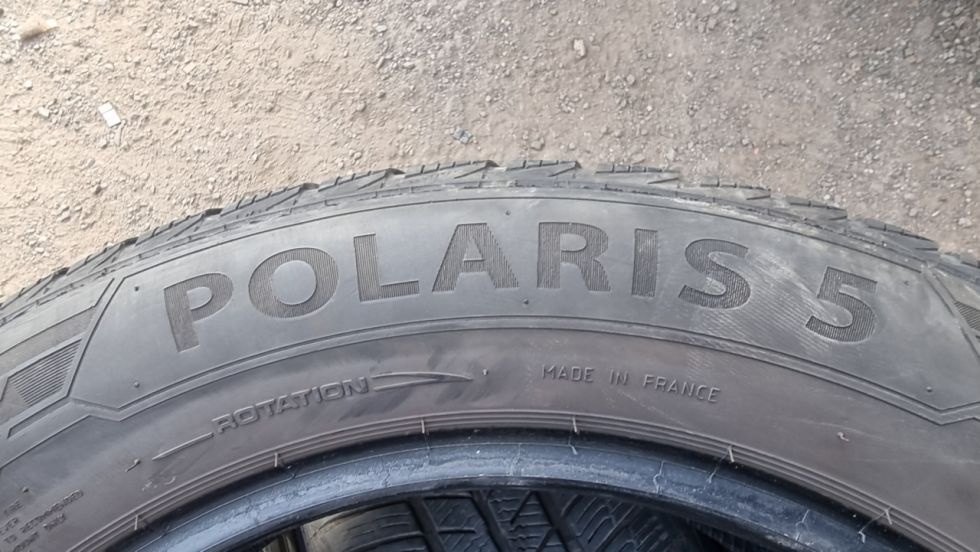 POLARIS 5
ROTATION
MADE IN FRANCE